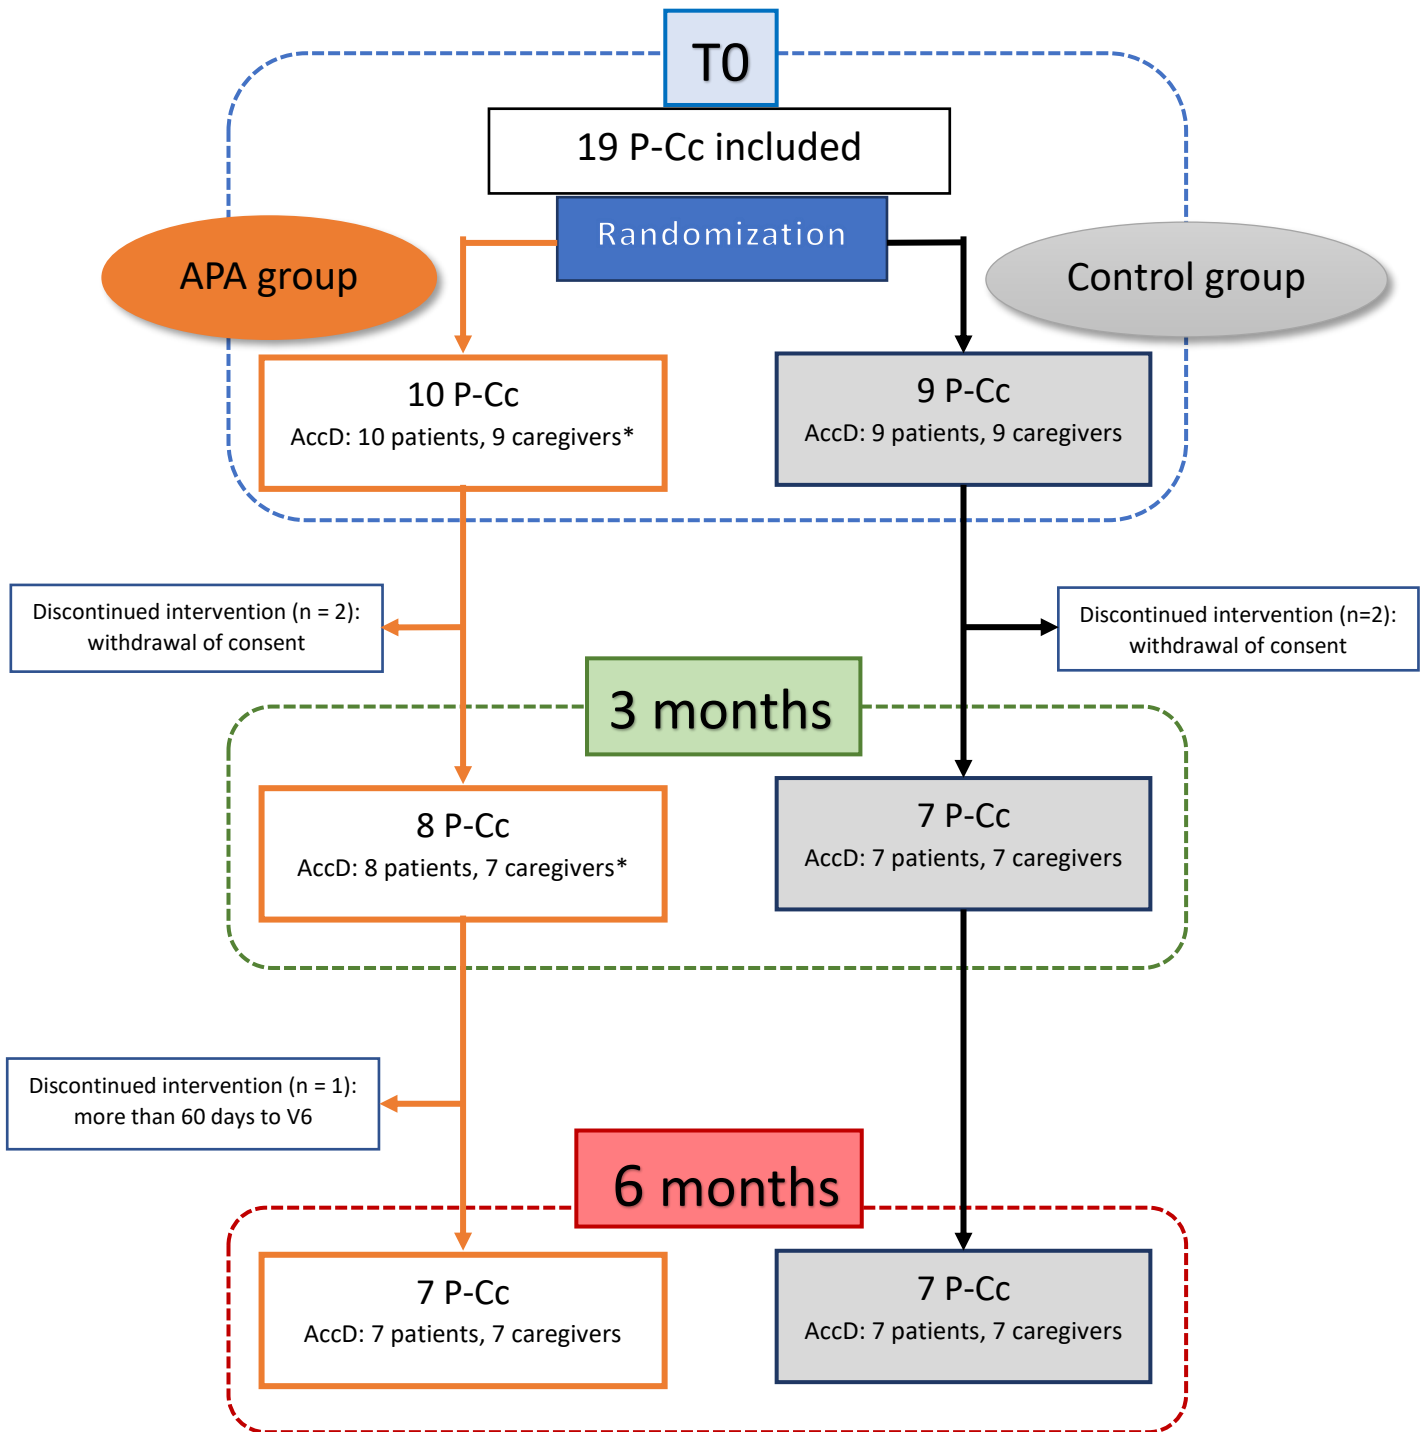 T0
19 P-Cc included
Randomization
APA group
Control group
10 P-Cc
AccD: 10 patients, 9 caregivers*
9 P-Cc
AccD: 9 patients, 9 caregivers
Discontinued intervention (n = 2):
withdrawal of consent
Discontinued intervention (n=2):
withdrawal of consent
3 months
8 P-Cc
AccD: 8 patients, 7 caregivers*
7 P-Cc
AccD: 7 patients, 7 caregivers
Discontinued intervention (n = 1):
more than 60 days to V6
6 months
7 P-Cc
AccD: 7 patients, 7 caregivers
7 P-Cc
AccD: 7 patients, 7 caregivers